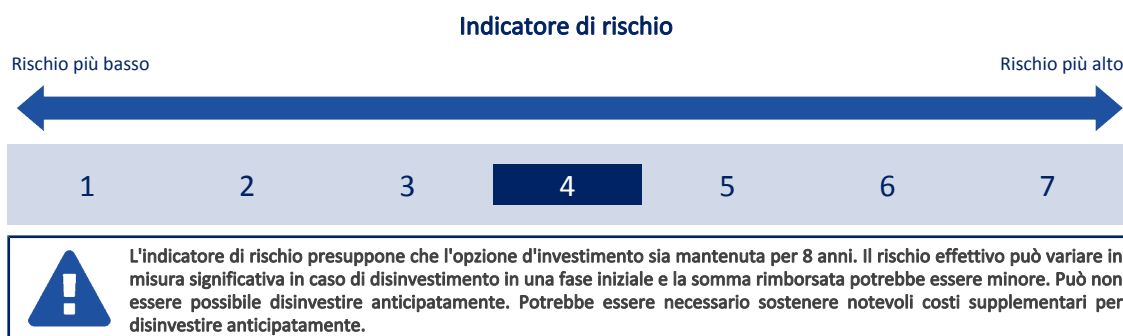 Indicatore di rischio
Rischio più basso
Rischio più alto
1 2 3 4 5 6 7
L'indicatore di rischio presuppone che l'opzione d'investimento sia mantenuta per 8 anni. Il rischio effettivo può variare in
misura significativa in caso di disinvestimento in una fase iniziale e la somma rimborsata potrebbe essere minore. Può non
essere possibile disinvestire anticipatamente. Potrebbe essere necessario sostenere notevoli costi supplementari per
disinvestire anticipatamente.